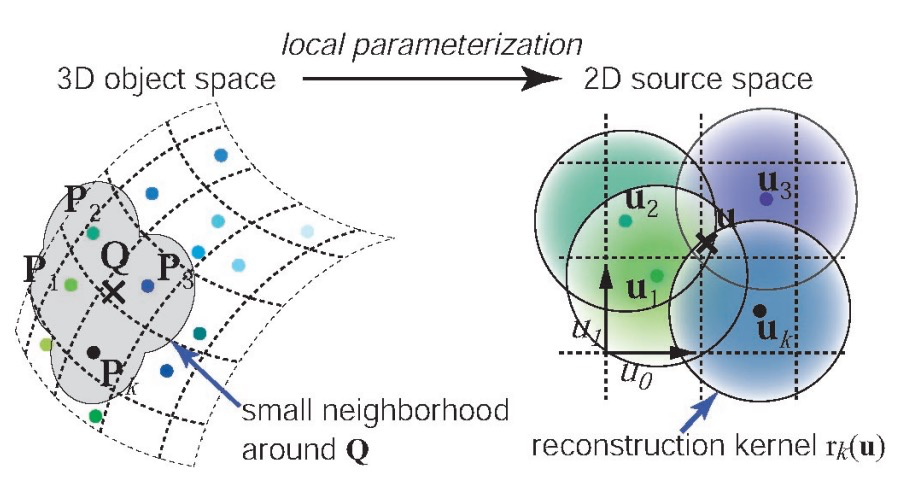 local parameterization
3D object space
2D source space
P2
Q
P1
P3
Pk
small neighborhood
around Q
u3
u2
u
u1
uk
u1
u0
reconstruction kernel rk(u)